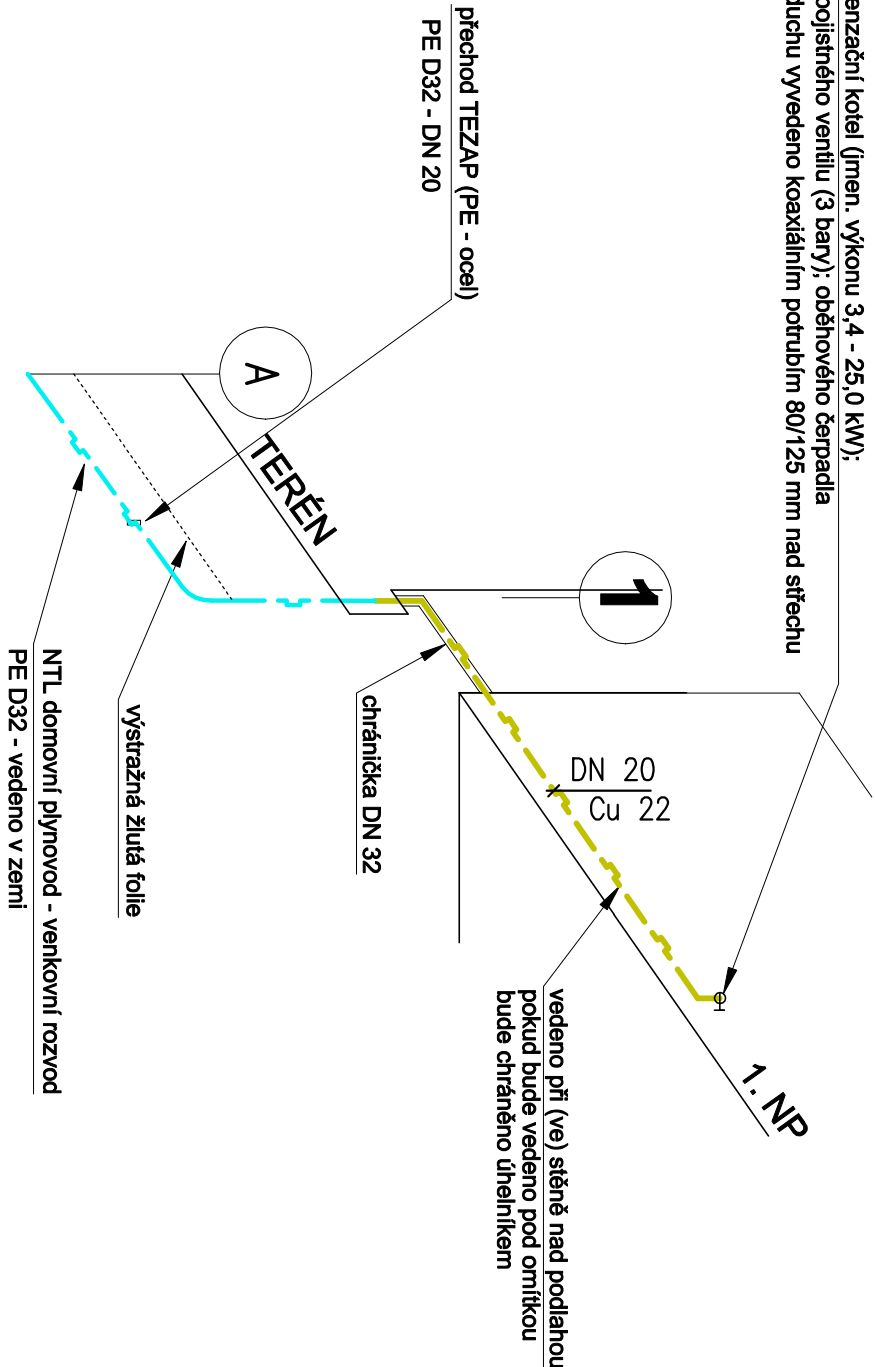 enzační kotel (jmen. výkonu 3,4 - 25,0 kW);
pojistného ventilu (3 bary); oběhového čerpadla
duchu vyvedeno koaxiálním potrubím 80/125 mm nad střechu
přechod TEZAP (PE - ocel)
PE D32 - DN 20
A
TERÉN
1
DN 20
Cu 22
chránička DN 32
1. NP
vedeno při (ve) stěně nad podlahou
pokud bude vedeno pod omítkou
bude chráněno úhelníkem
výstražná žlutá folie
NTL domovní plynovod - venkovní rozvod
PE D32 - vedeno v zemi